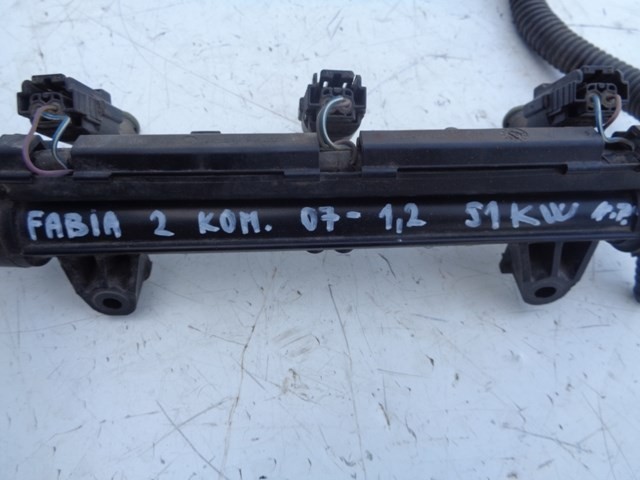 FABIA 2 KOM. 07- 1,2 51KW